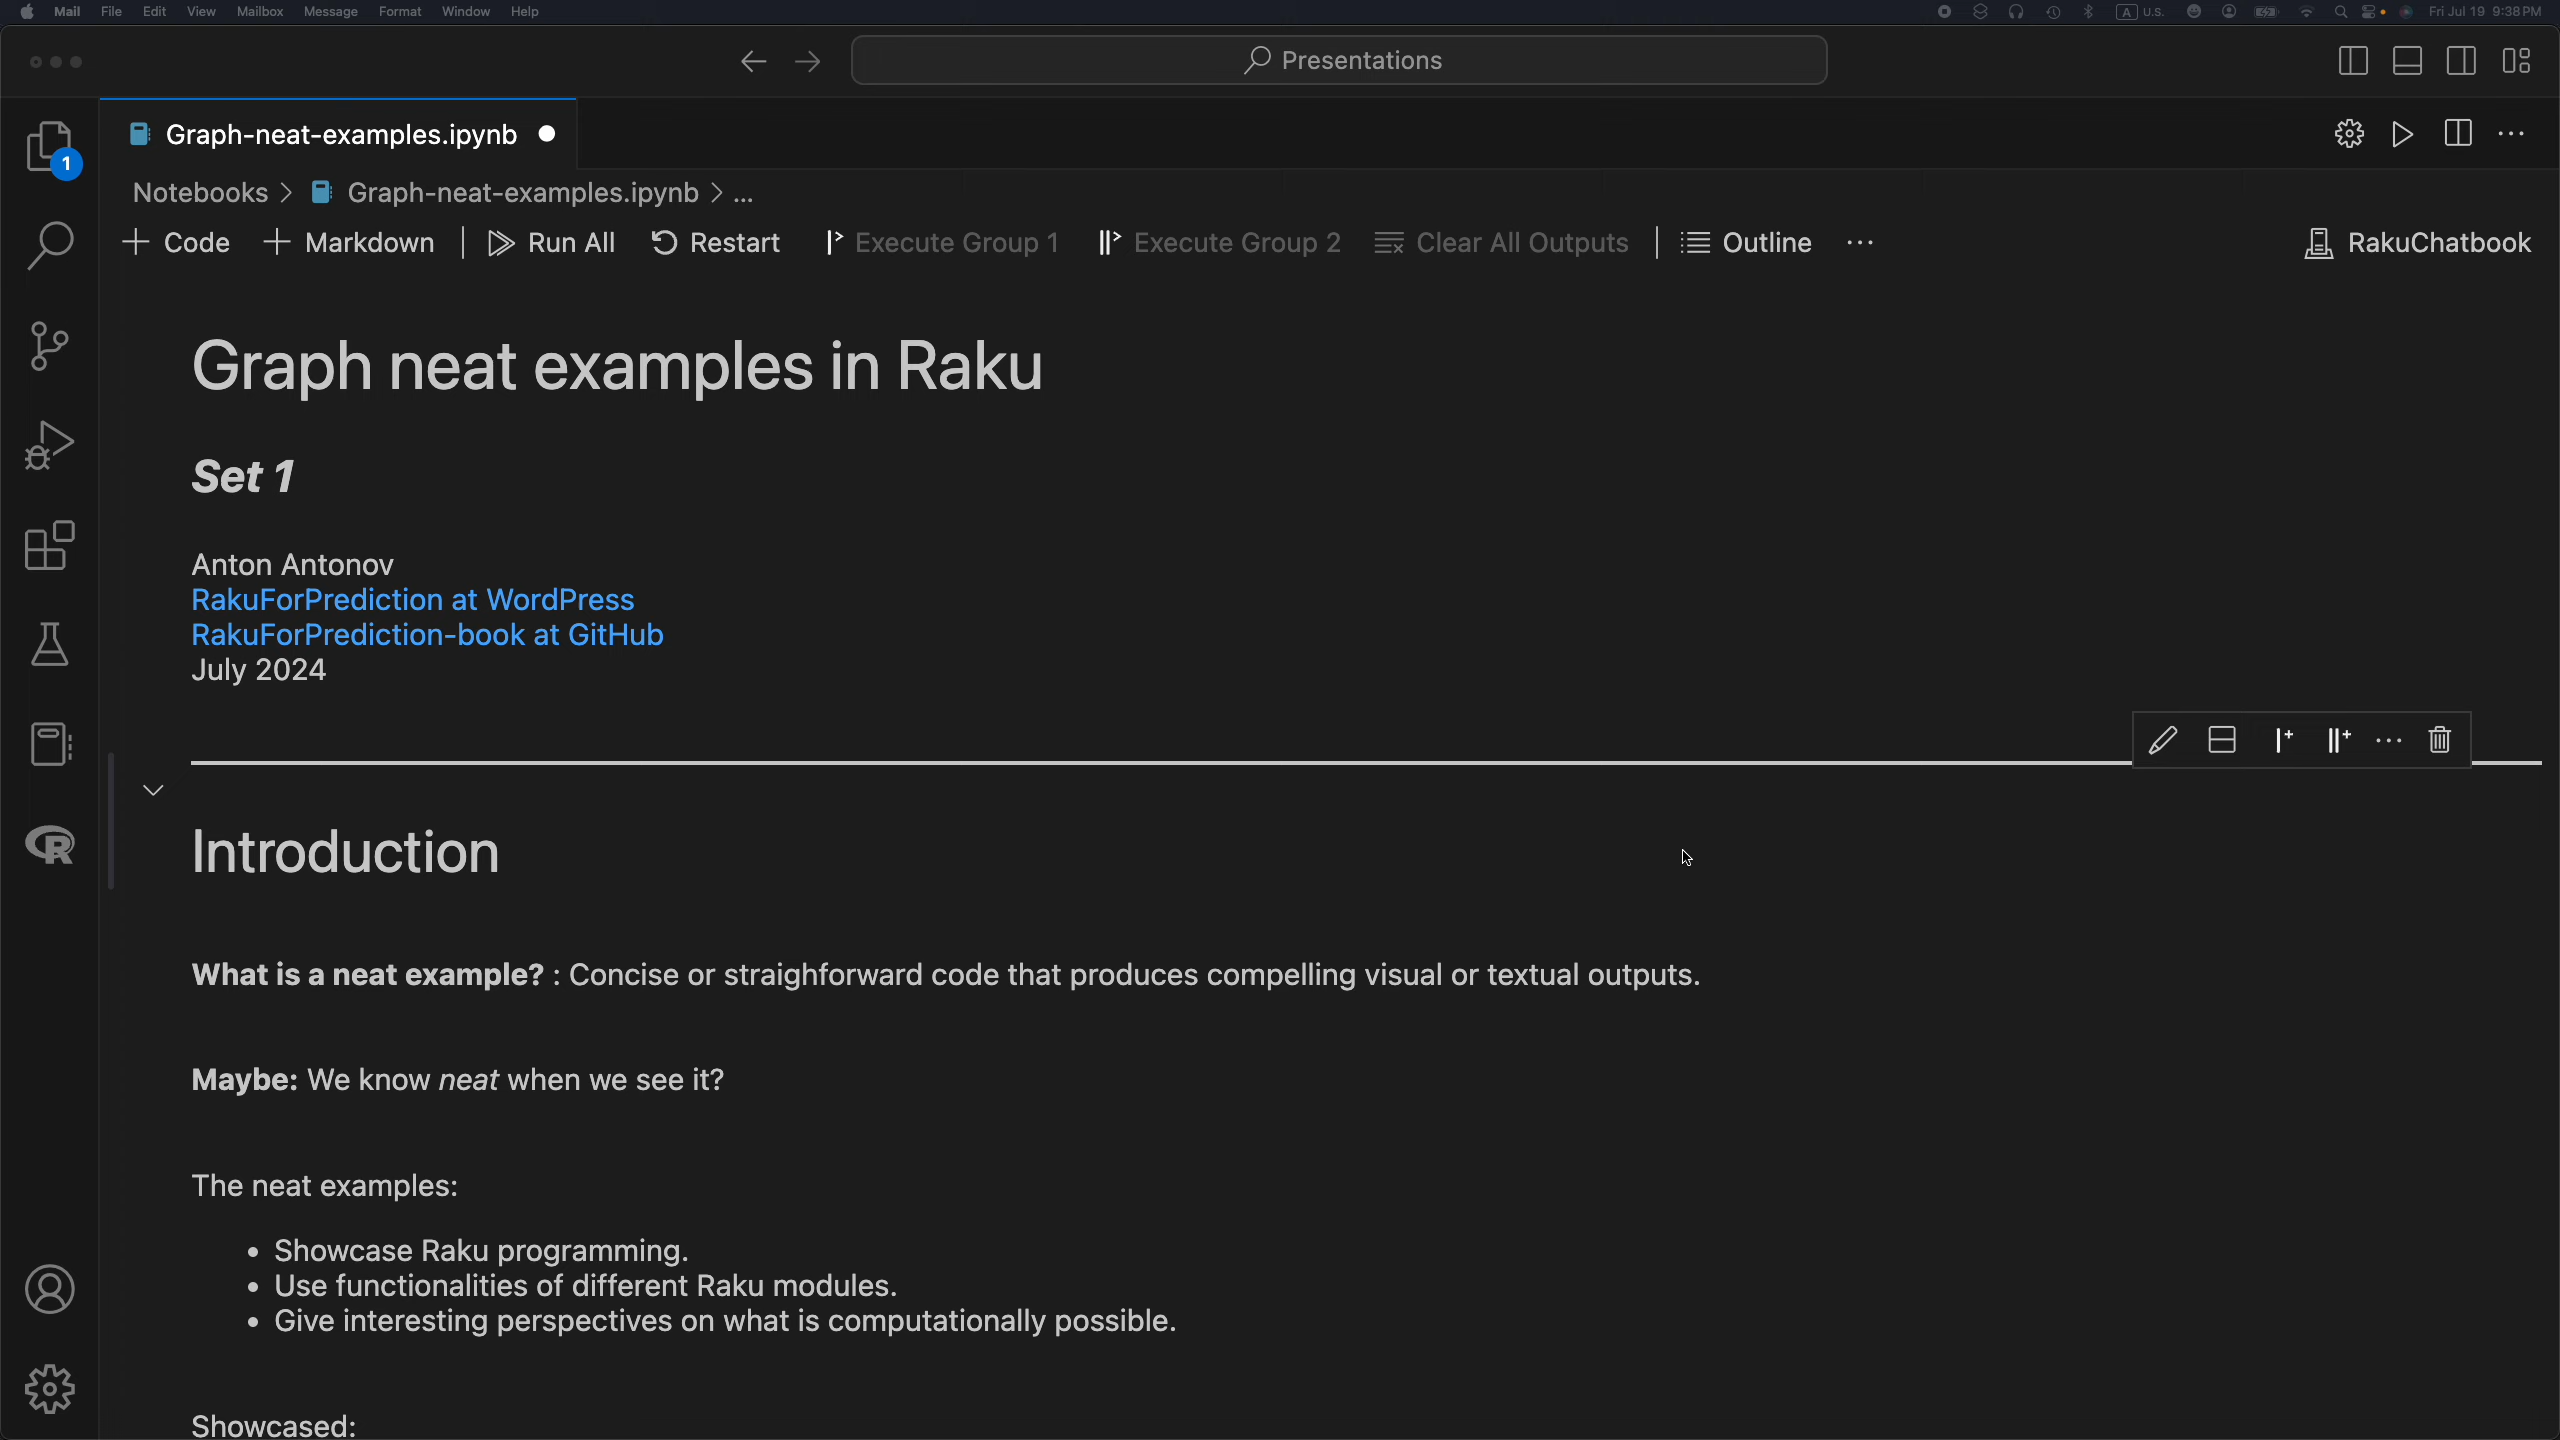 Mail File Edit View Mailbox Message Format Window Help A U.S. Fri Jul 19 9:38 PM
Presentations
Graph-neat-examples.ipynb
1
Notebooks > Graph-neat-examples.ipynb > ...
+ Code + Markdown | Run All Restart Execute Group 1 Execute Group 2 Clear All Outputs | Outline ... RakuChatbook
Graph neat examples in Raku
Set 1
Anton Antonov
RakuForPrediction at WordPress
RakuForPrediction-book at GitHub
July 2024
Introduction
R
What is a neat example? : Concise or straighforward code that produces compelling visual or textual outputs.
Maybe: We know neat when we see it?
The neat examples:
• Showcase Raku programming.
• Use functionalities of different Raku modules.
• Give interesting perspectives on what is computationally possible.
Showcased: